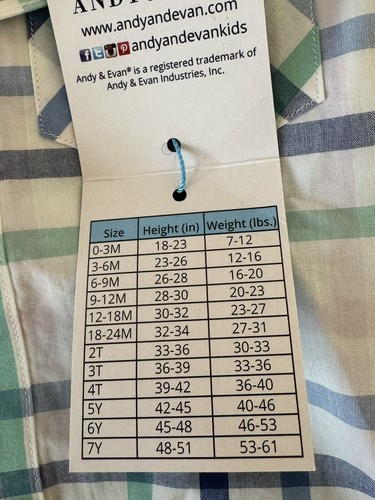 www.andyandevan.com
andyandevankids
Andy & Evan® is a registered trademark of
Andy & Evan Industries, Inc.
Size Height (in) Weight (lbs.)
0-3M 18-23 7-12
3-6M 23-26 12-16
6-9M 26-28 16-20
9-12M 28-30 20-23
12-18M 30-32 23-27
18-24M 32-34 27-31
2T 33-36 30-33
3T 36-39 33-36
4T 39-42 36-40
5Y 42-45 40-46
6Y 45-48 46-53
7Y 48-51 53-61